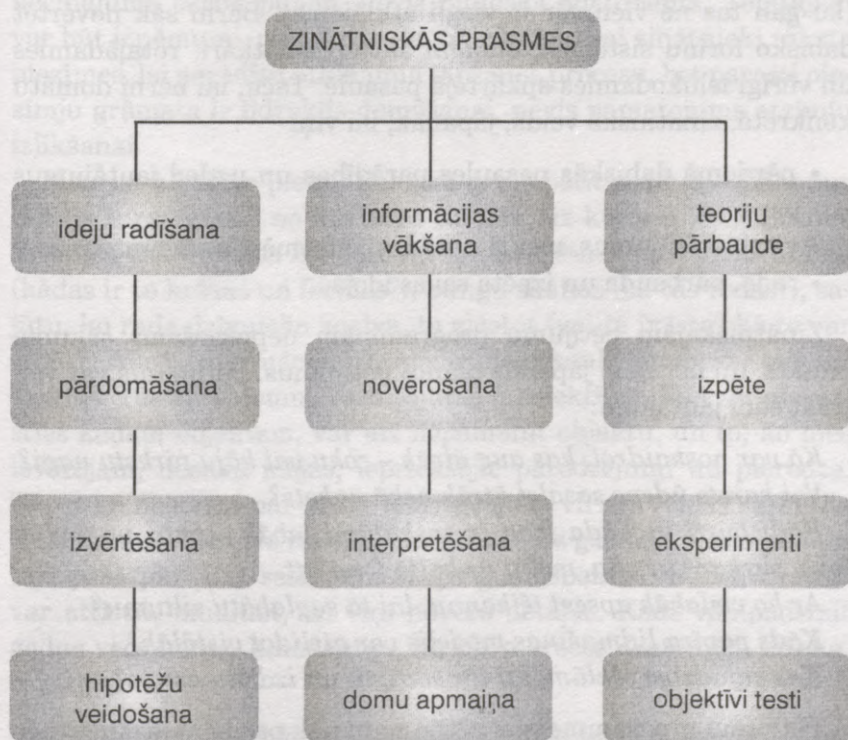 ZINĀTNISKĀS PRASMES
ideju radīšana
informācijas
vākšana
teoriju
pārbaude
pārdomāšana
novērošana
izpēte
izvērtēšana
interpretēšana
eksperimenti
hipotēžu
veidošana
domu apmaiņa
objektīvi testi